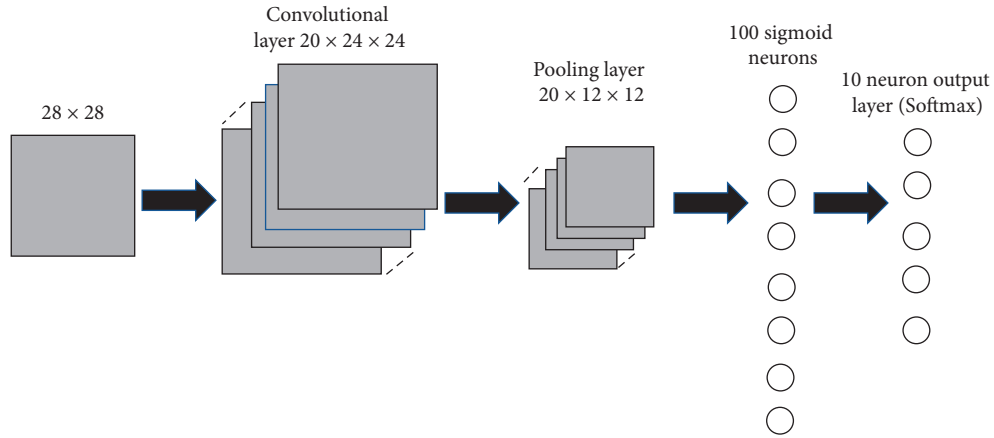 28 × 28
Convolutional
layer 20 × 24 × 24
Pooling layer
20 × 12 × 12
100 sigmoid
neurons
10 neuron output
layer (Softmax)